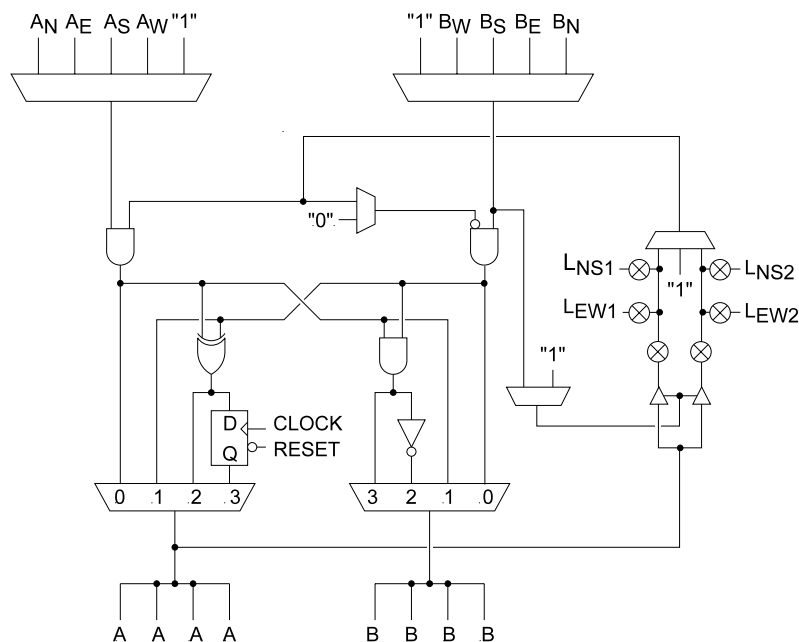 AN AE AS AW "1" "1" BW BS BE BN
"0"
LNS1 "1" LNS2
LEW1 LEW2
"1"
D CLOCK
Q RESET
0 .1 .2 .3 3 2 .1 .0
A A A A B B B .B